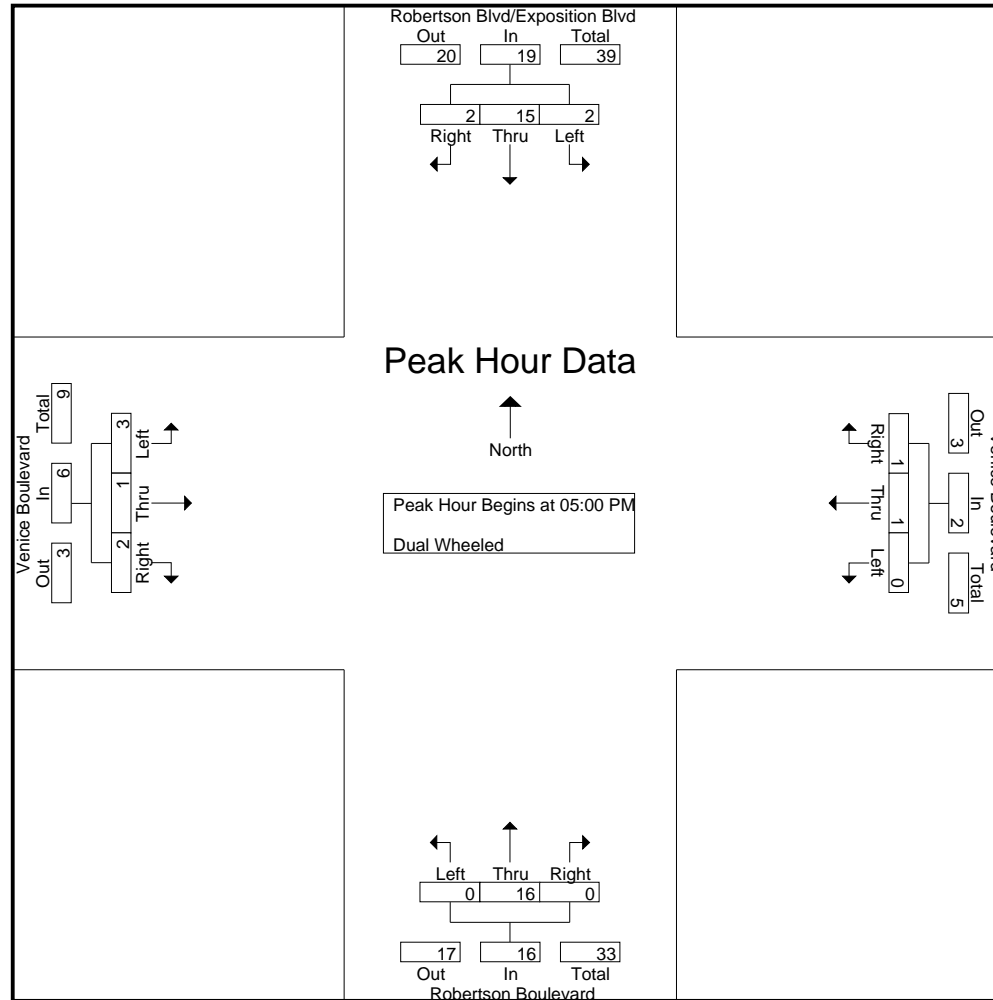 Robertson Blvd/Exposition Blvd
Out In Total
20 19 39
2 15 2
Right Thru Left
Peak Hour Data
North
Peak Hour Begins at 05:00 PM
Dual Wheeled
Venice Boulevard
Total In Out
9 6 3
3 1 2
Left Thru Right
Right Thru Left
1 1 0
3 2 5
Out In Total
Left Thru Right
0 16 0
17 16 33
Out In Total
Robertson Boulevard